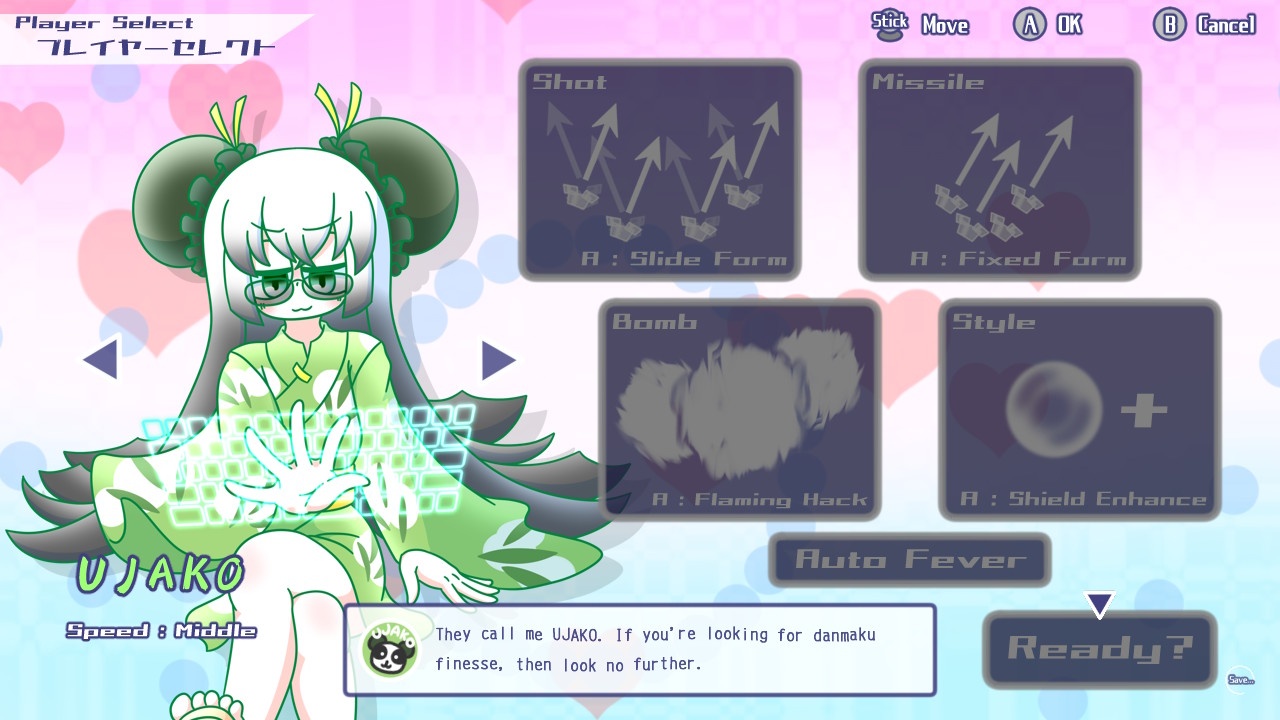 Player Select
プレイヤーセレクト
Stick Move
A OK
B Cancel
Shot
A : Slide Form
Missile
A : Fixed Form
Bomb
A : Flaming Hack
Style
+
A : Shield Enhance
Auto Fever
UJAKO
Speed : Middle
UJAKO
They call me UJAKO. If you're looking for danmaku
finesse, then look no further.
Ready?
Save...